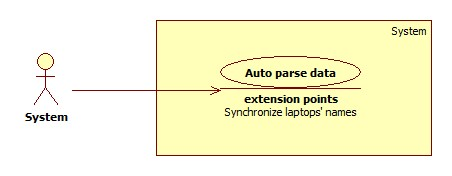 System
Auto parse data
extension points
Synchronize laptops' names
System